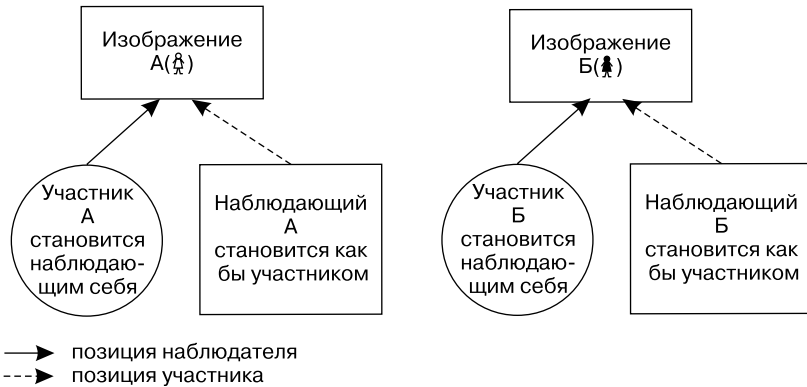 Изображение
А( )
Изображение
Б( )
Участник
А
становится
наблюдаю-
щим себя
Наблюдающий
А
становится как
бы участником
Участник
Б
становится
наблюдаю-
щим себя
Наблюдающий
Б
становится как
бы участником
позиция наблюдателя
позиция участника